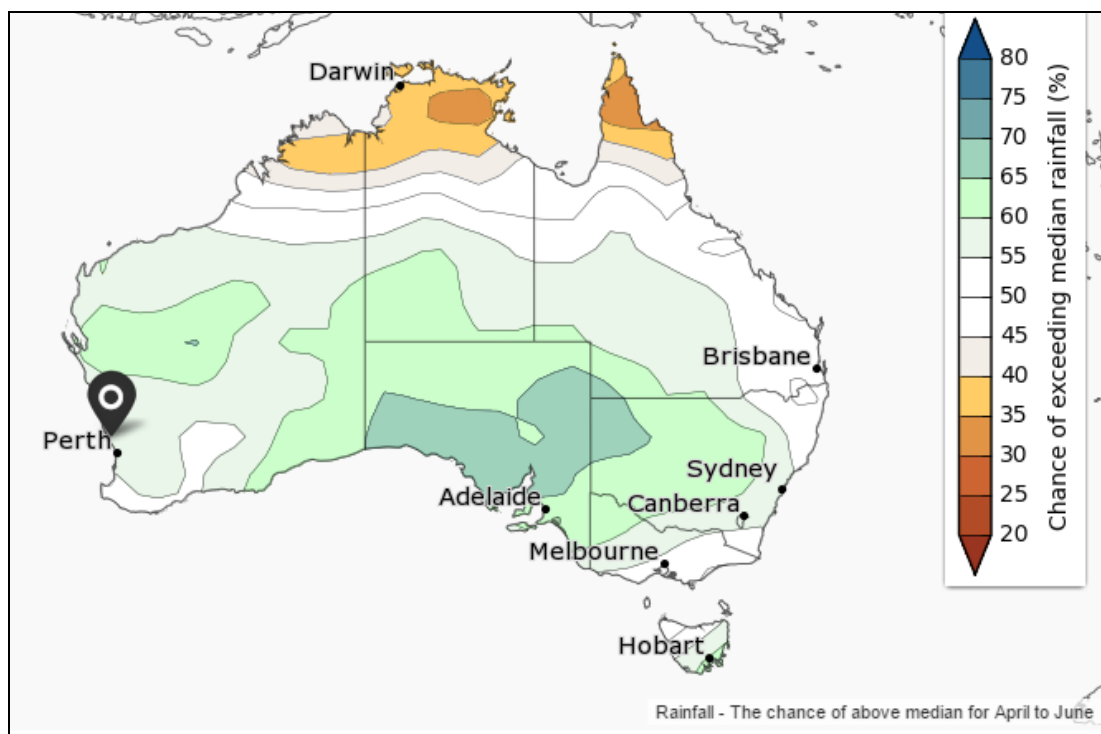 Darwin
Brisbane
Perth
Sydney
Adelaide
Canberra
Melbourne
Hobart
80
75
70
65
60
55
50
45
40
35
30
25
20
Chance of exceeding median rainfall (%)
Rainfall - The chance of above median for April to June